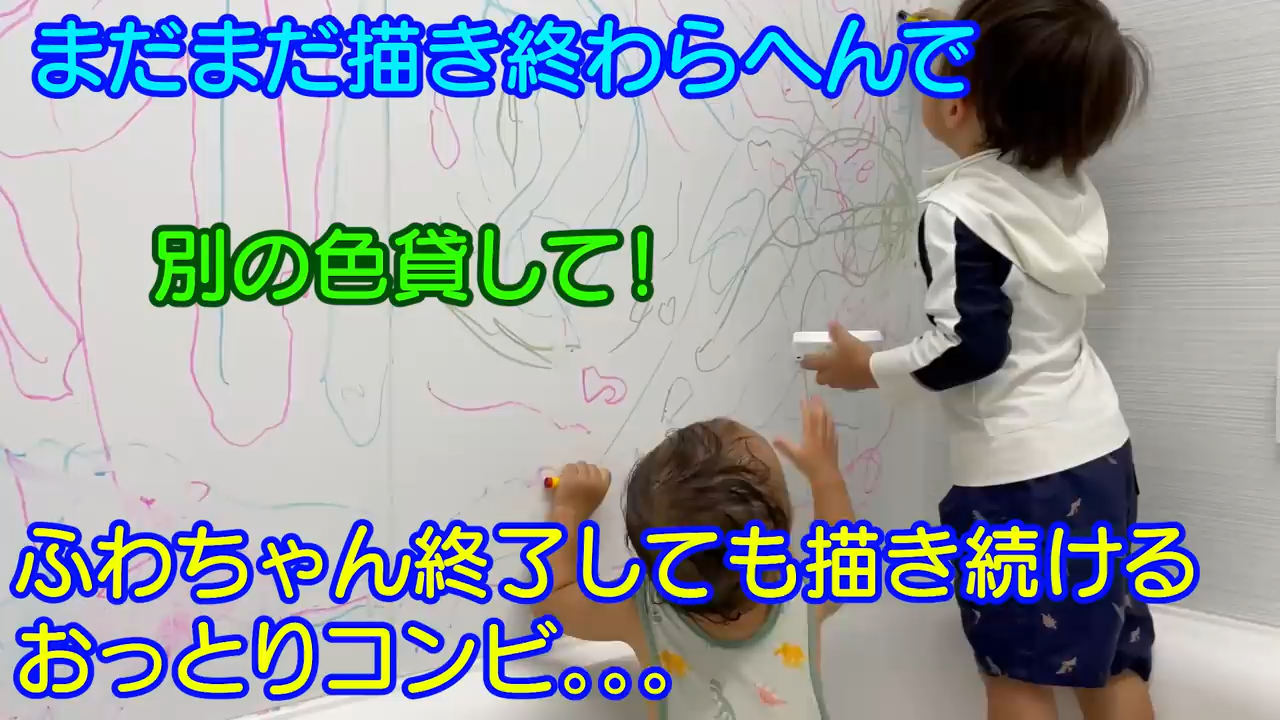 まだまだ描き終わらへんで
別の色貸して！
ふわちゃん終了しても描き続ける
おっとりコンビ。。。